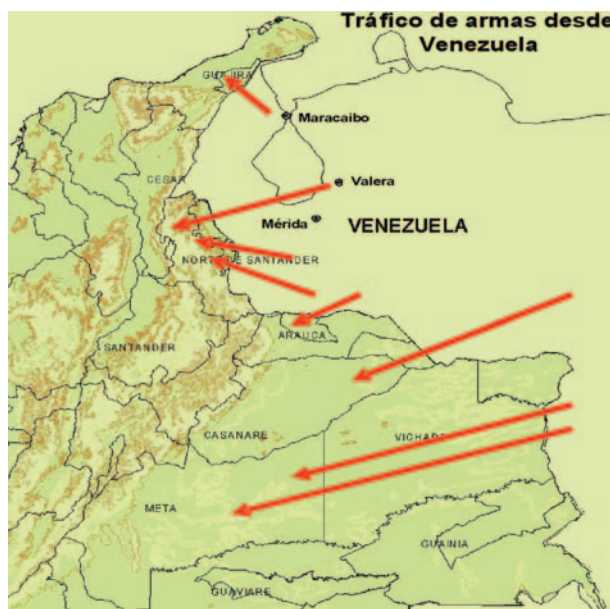 Tráfico de armas desde
Venezuela
GUAJIRA
Maracaibo
CESAR
Valera
Mérida
VENEZUELA
NORTE DE SANTANDER
ARAUCA
SANTANDER
CASANARE
VICHADA
META
GUAINIA
GUAVIARE